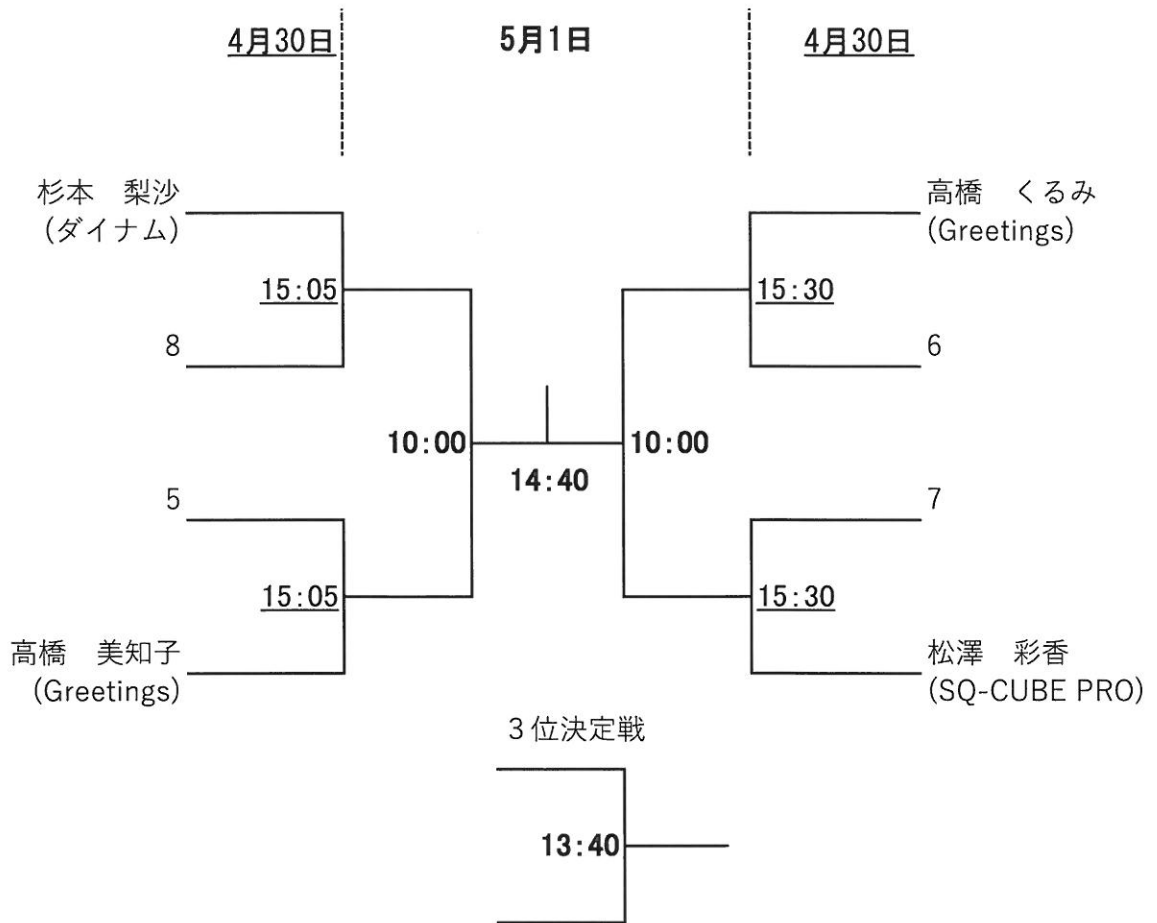 4月30日
5月1日
4月30日
杉本　梨沙
(ダイナム)
高橋　くるみ
(Greetings)
15:05
15:30
8
6
10:00
10:00
14:40
5
7
15:05
15:30
高橋　美知子
(Greetings)
松澤　彩香
(SQ-CUBE PRO)
３位決定戦
13:40